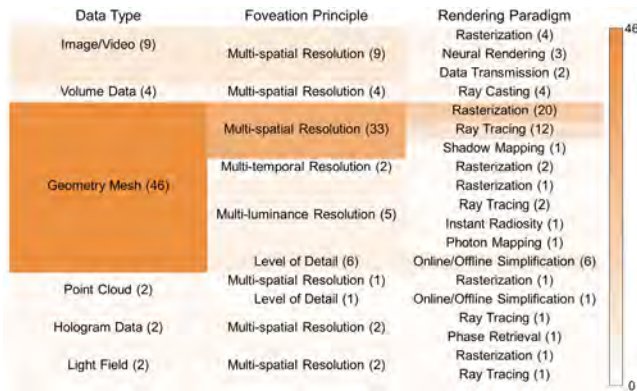 Data Type Foveation Principle Rendering Paradigm 46
Image/Video (9) Multi-spatial Resolution (9) Rasterization (4)
Neural Rendering (3)
Data Transmission (2)
Volume Data (4) Multi-spatial Resolution (4) Ray Casting (4)
Geometry Mesh (46) Multi-spatial Resolution (33) Rasterization (20)
Ray Tracing (12)
Shadow Mapping (1)
Multi-temporal Resolution (2) Rasterization (2)
Multi-luminance Resolution (5) Rasterization (1)
Ray Tracing (2)
Instant Radiosity (1)
Photon Mapping (1)
Level of Detail (6) Online/Offline Simplification (6)
Point Cloud (2) Multi-spatial Resolution (1) Rasterization (1)
Level of Detail (1) Online/Offline Simplification (1)
Hologram Data (2) Multi-spatial Resolution (2) Ray Tracing (1)
Phase Retrieval (1)
Light Field (2) Multi-spatial Resolution (2) Rasterization (1)
Ray Tracing (1)
0